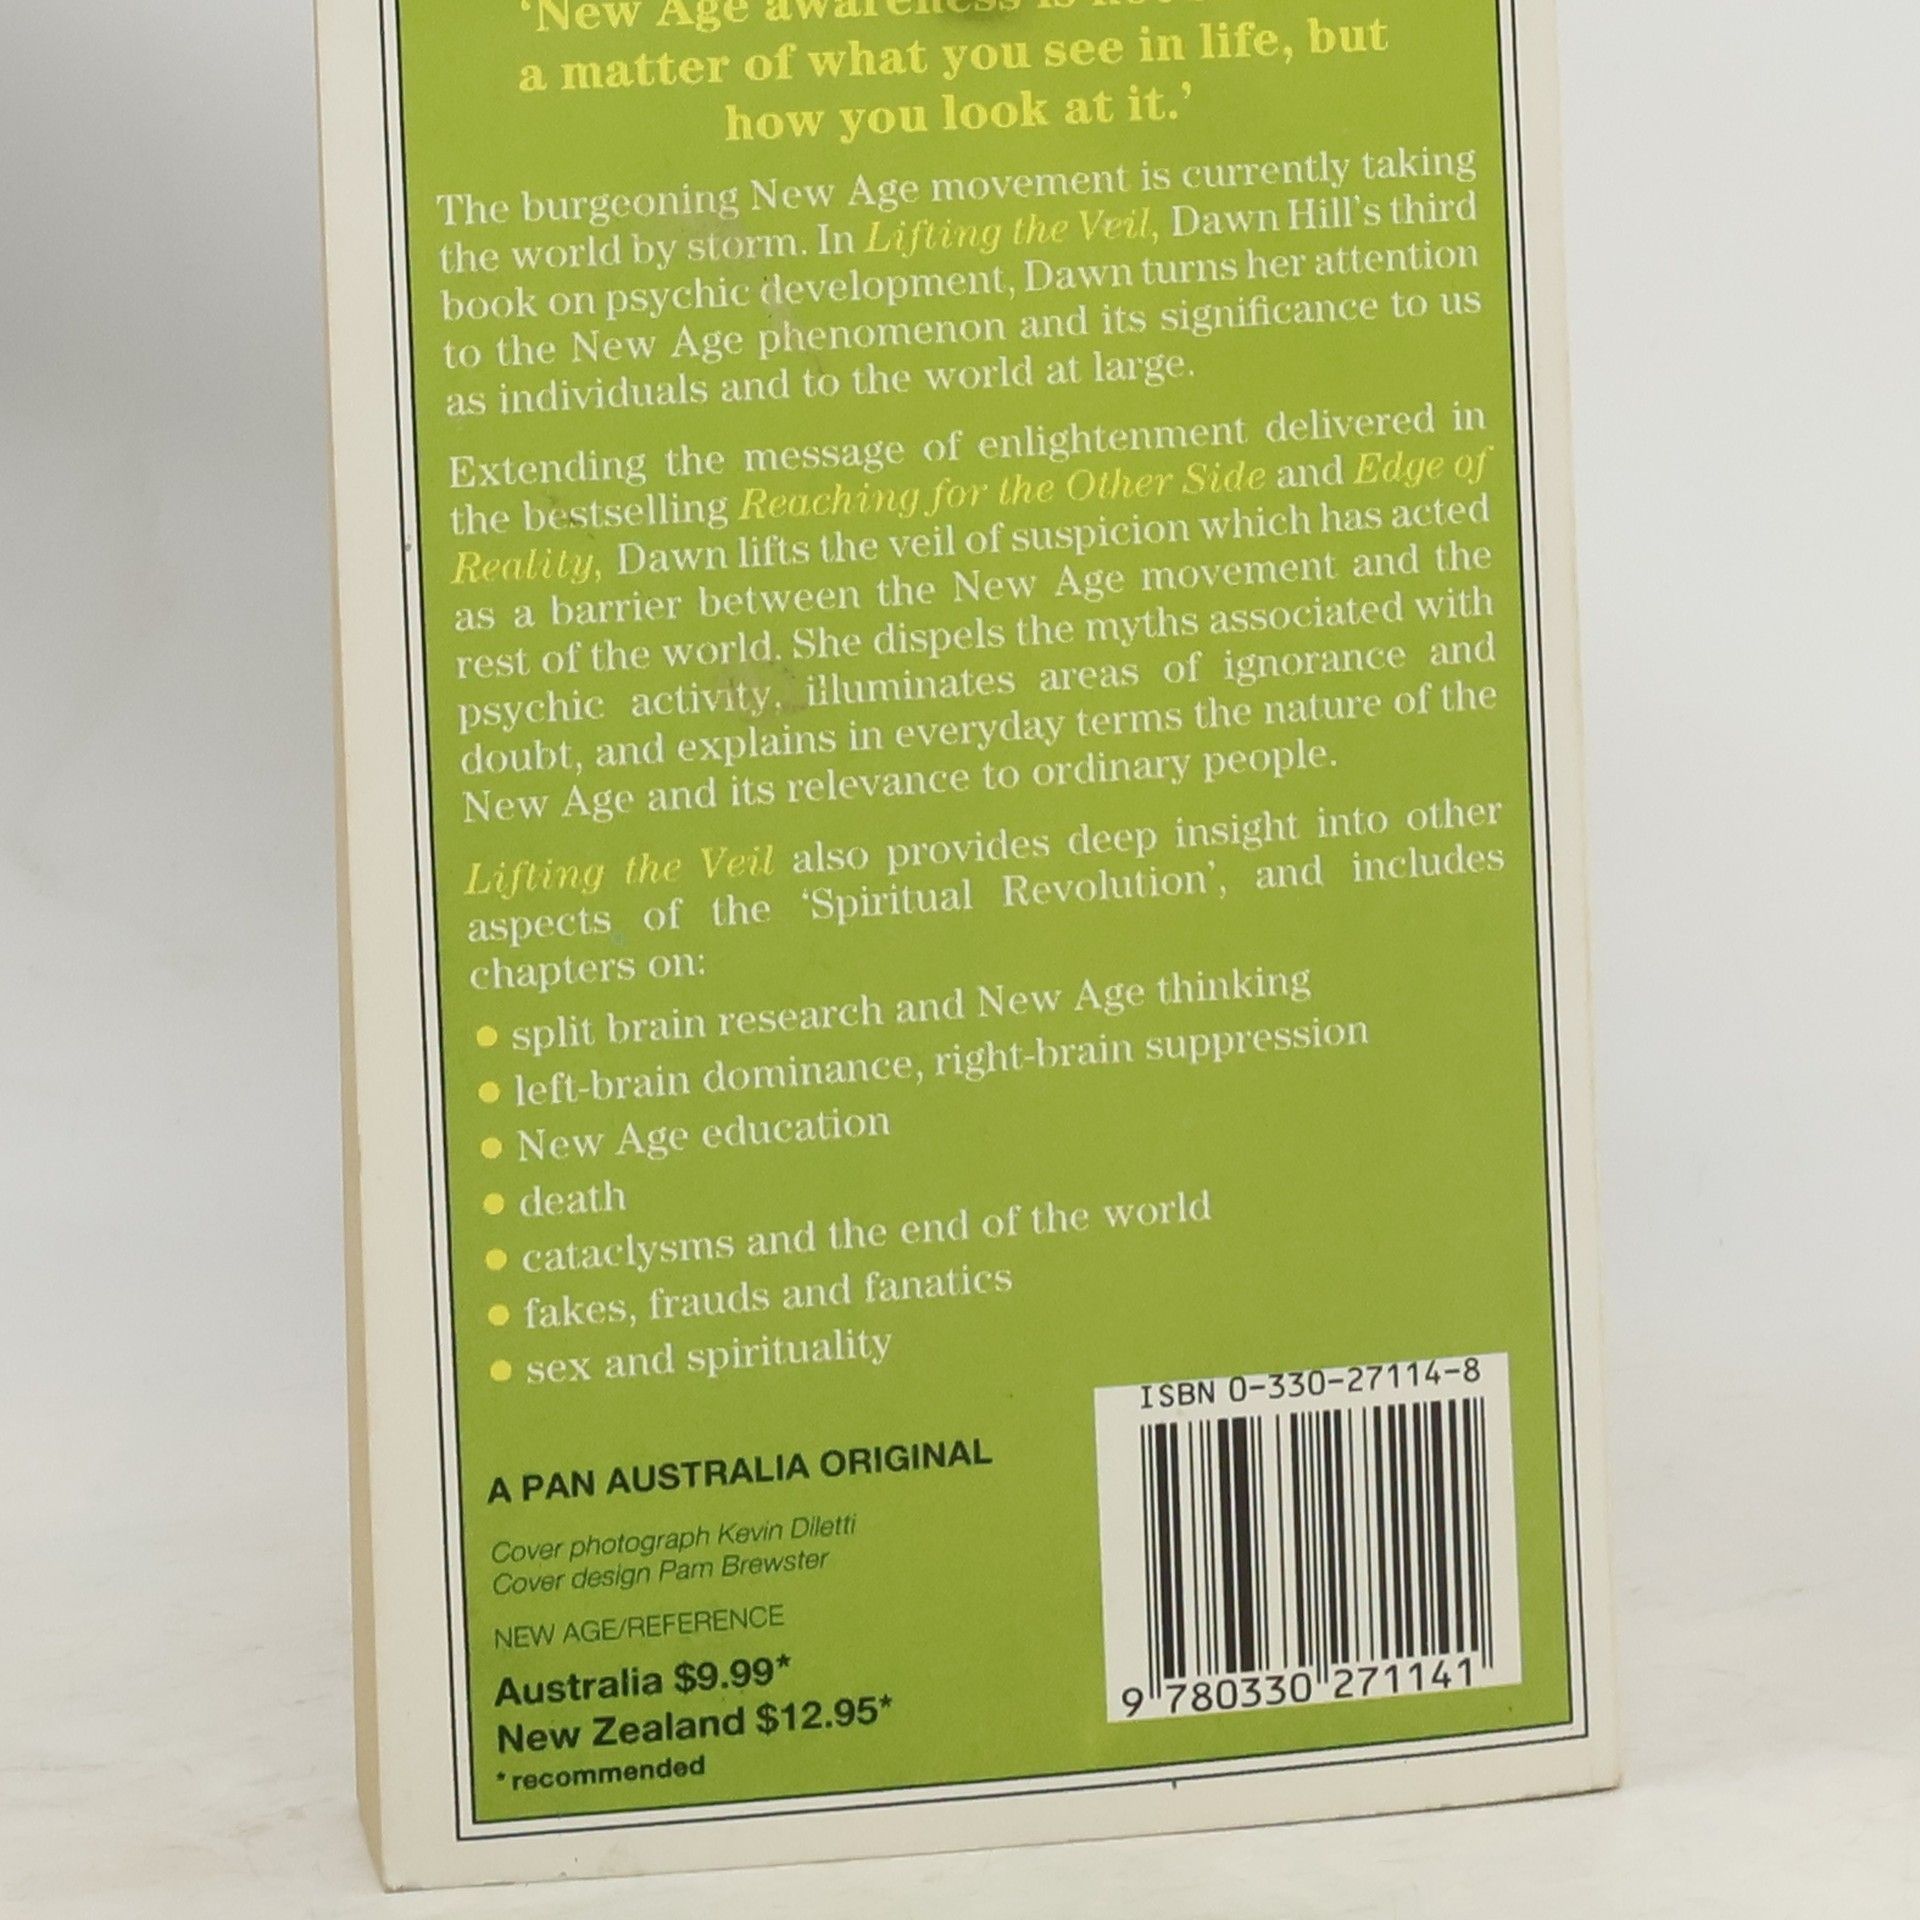 'New Age awareness is
a matter of what you see in life, but
how you look at it.'
The burgeoning New Age movement is currently taking
the world by storm. In Lifting the Veil, Dawn Hill's third
book on psychic development, Dawn turns her attention
to the New Age phenomenon and its significance to us
as individuals and to the world at large.
Extending the message of enlightenment delivered in
the bestselling Reaching for the Other Side and Edge of
Reality, Dawn lifts the veil of suspicion which has acted
as a barrier between the New Age movement and the
rest of the world. She dispels the myths associated with
psychic activity, illuminates areas of ignorance and
doubt, and explains in everyday terms the nature of the
New Age and its relevance to ordinary people.
Lifting the Veil also provides deep insight into other
aspects of the 'Spiritual Revolution', and includes
chapters on:
• split brain research and New Age thinking
• left-brain dominance, right-brain suppression
• New Age education
• death
• cataclysms and the end of the world
• fakes, frauds and fanatics
• sex and spirituality
ISBN 0-330-27114-8
A PAN AUSTRALIA ORIGINAL
Cover photograph Kevin Diletti
Cover design Pam Brewster
NEW AGE/REFERENCE
Australia $9.99*
New Zealand $12.95*
*recommended
9 780330 271141